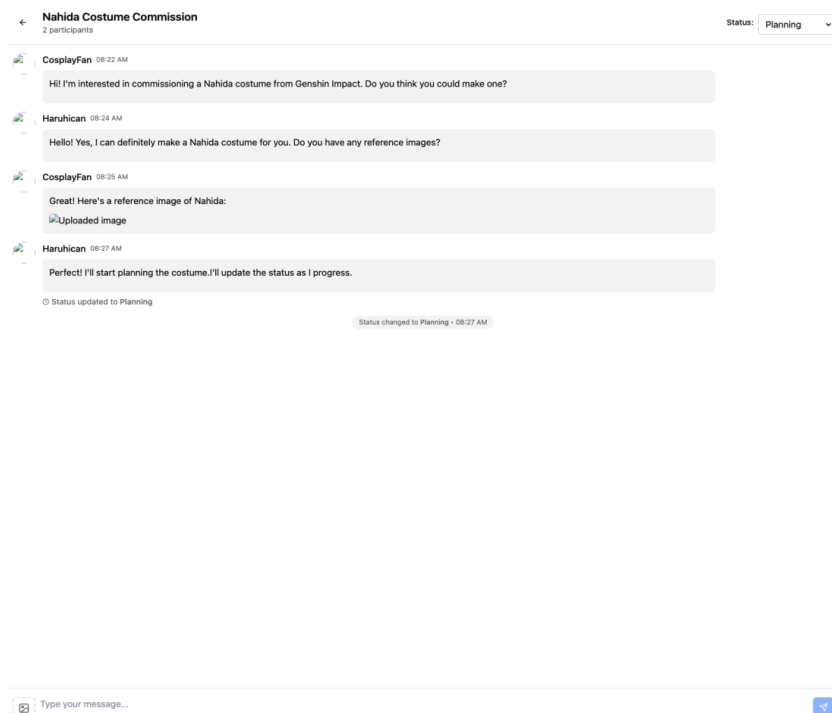 Nahida Costume Commission
2 participants
Status:
Planning
CosplayFan 08:22 AM
Hi! I'm interested in commissioning a Nahida costume from Genshin Impact. Do you think you could make one?
Haruhican 08:24 AM
Hello! Yes, I can definitely make a Nahida costume for you. Do you have any reference images?
CosplayFan 08:25 AM
Great! Here's a reference image of Nahida:
Uploaded image
Haruhican 08:27 AM
Perfect! I'll start planning the costume.I'll update the status as I progress.
Status updated to Planning
Status changed to Planning • 08:27 AM
Type your message...